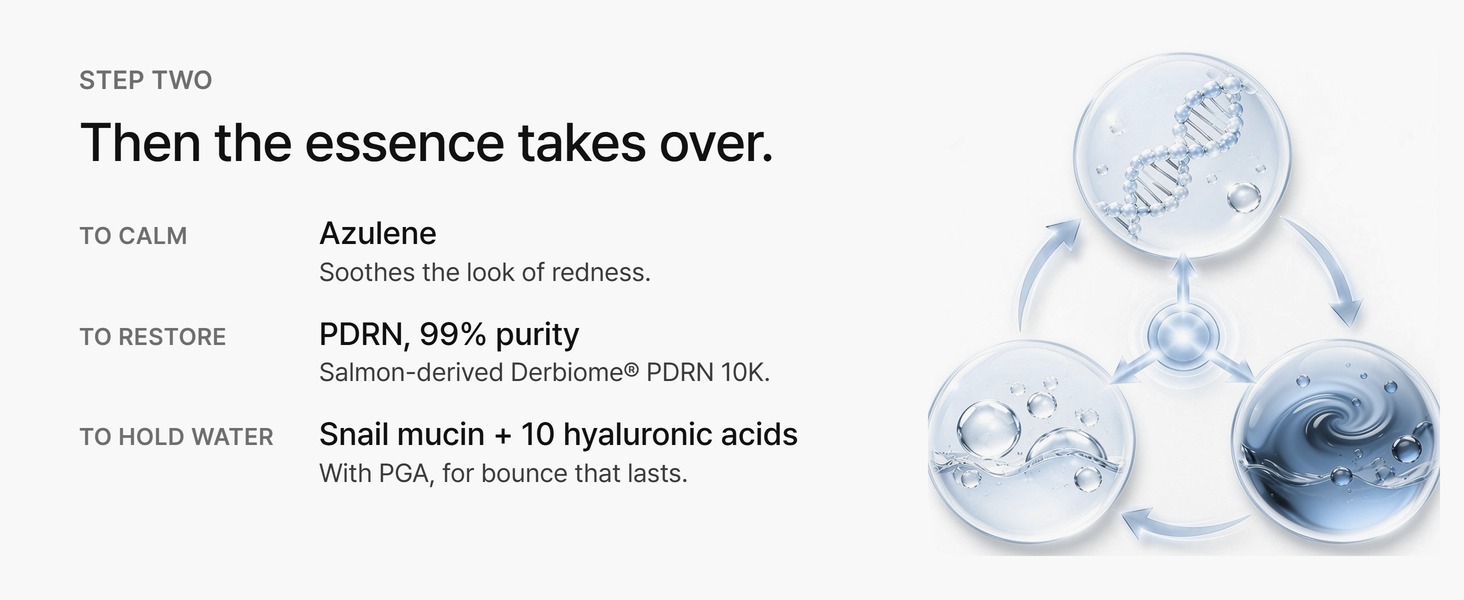 STEP TWO
Then the essence takes over.
TO CALM
Azulene
Soothes the look of redness.
TO RESTORE
PDRN, 99% purity
Salmon-derived Derbiome® PDRN 10K.
TO HOLD WATER
Snail mucin + 10 hyaluronic acids
With PGA, for bounce that lasts.